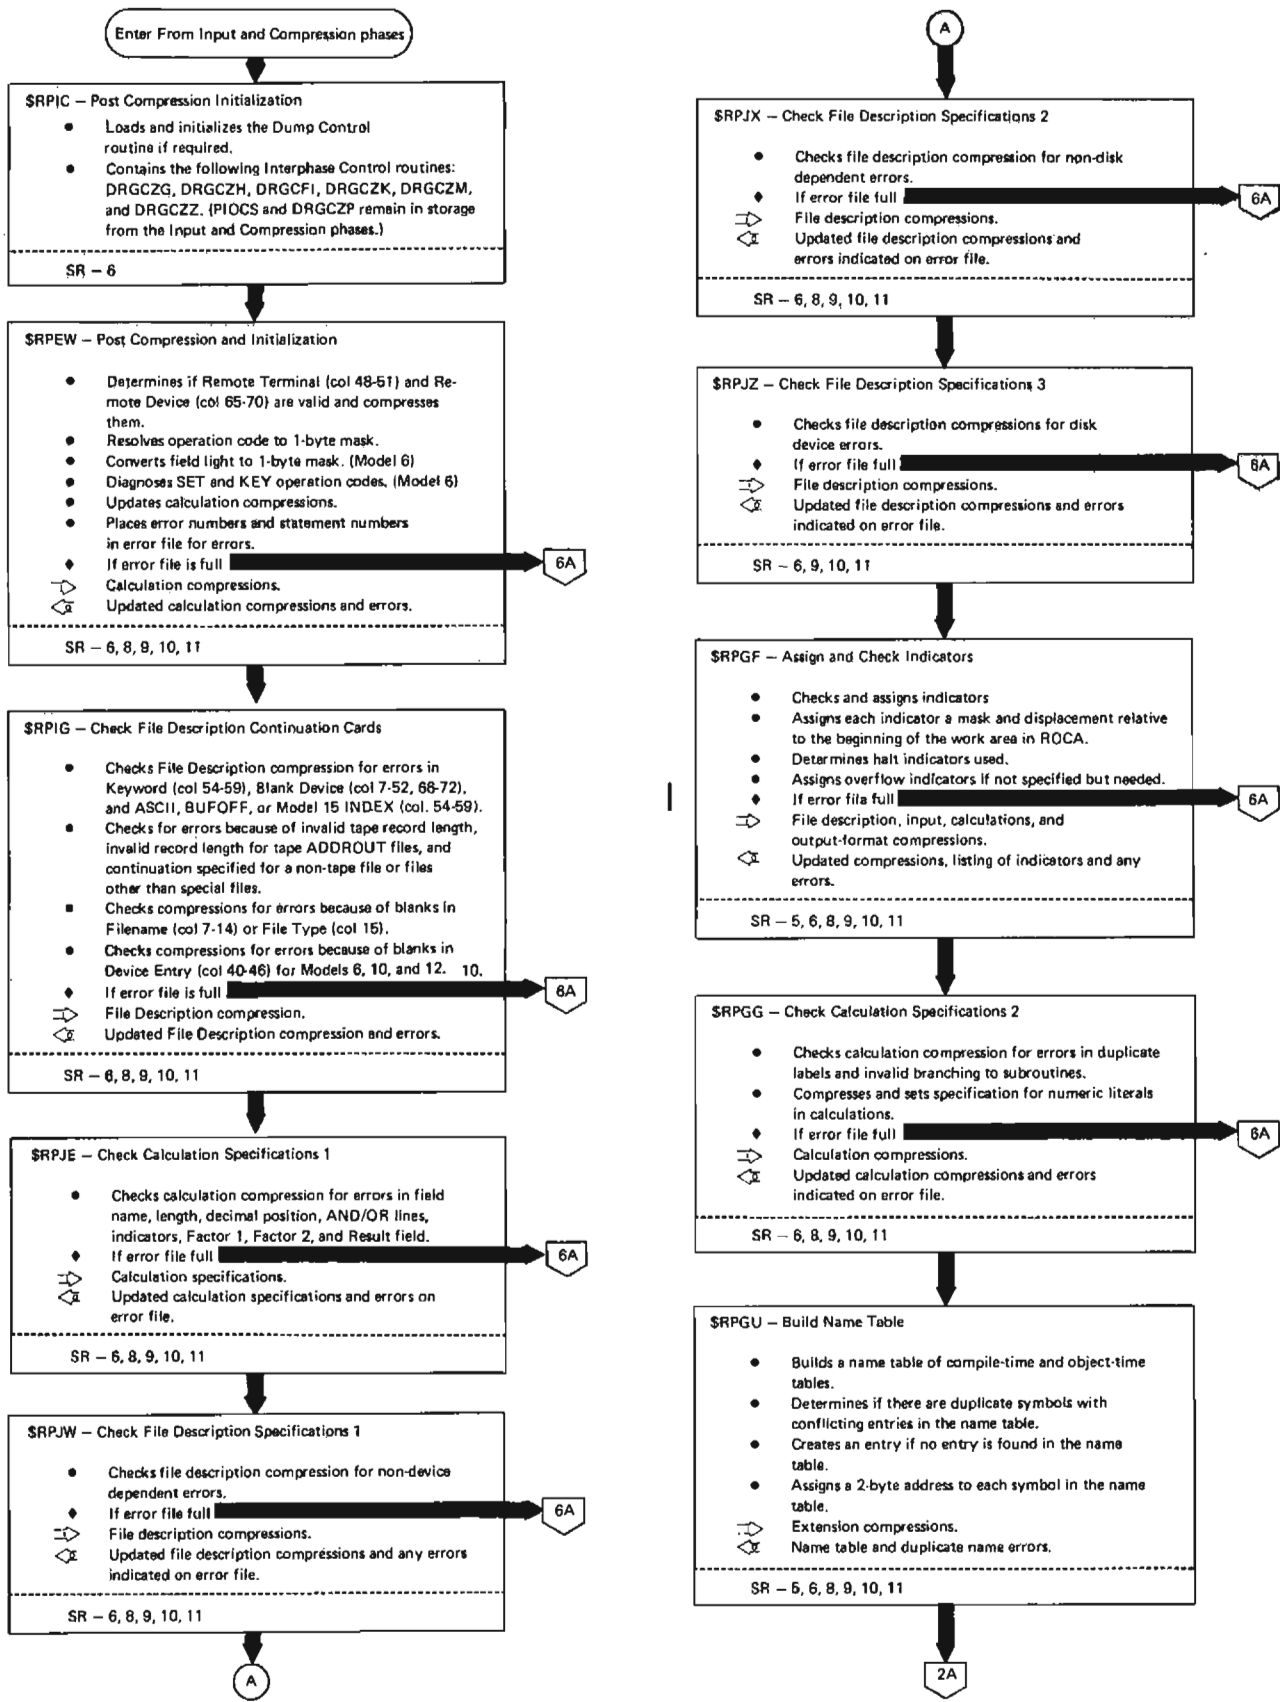 Enter From Input and Compression phases
$RPIC – Post Compression Initialization
• Loads and initializes the Dump Control
routine if required.
• Contains the following Interphase Control routines:
DRGCZG, DRGCZH, DRGCFI, DRGCZK, DRGCZM,
and DRGCZZ. (PIOCS and DRGCZP remain in storage
from the Input and Compression phases.)
SR – 6
$RPEW – Post Compression and Initialization
• Determines if Remote Terminal (col 48-51) and Re-
mote Device (col 65-70) are valid and compresses
them.
• Resolves operation code to 1-byte mask.
• Converts field light to 1-byte mask. (Model 6)
• Diagnoses SET and KEY operation codes. (Model 6)
• Updates calculation compressions.
• Places error numbers and statement numbers
in error file for errors.
♦ If error file is full
6A
Calculation compressions.
Updated calculation compressions and errors.
SR – 6, 8, 9, 10, 11
$RPIG – Check File Description Continuation Cards
• Checks File Description compression for errors in
Keyword (col 54-59), Blank Device (col 7-52, 68-72),
and ASCII, BUFOFF, or Model 15 INDEX (col. 54-59).
• Checks for errors because of invalid tape record length,
invalid record length for tape ADDROUT files, and
continuation specified for a non-tape file or files
other than special files.
• Checks compressions for errors because of blanks in
Filename (col 7-14) or File Type (col 15).
• Checks compressions for errors because of blanks in
Device Entry (col 40-46) for Models 6, 10, and 12. 10.
♦ If error file is full
6A
File Description compression.
Updated File Description compression and errors.
SR – 6, 8, 9, 10, 11
$RPJE – Check Calculation Specifications 1
• Checks calculation compression for errors in field
name, length, decimal position, AND/OR lines,
indicators, Factor 1, Factor 2, and Result field.
♦ If error file full
6A
Calculation specifications.
Updated calculation specifications and errors on
error file.
SR – 6, 8, 9, 10, 11
$RPJW – Check File Description Specifications 1
• Checks file description compression for non-device
dependent errors.
♦ If error file full
6A
File description compressions.
Updated file description compressions and any errors
indicated on error file.
SR – 6, 8, 9, 10, 11
A
A
$RPJX – Check File Description Specifications 2
• Checks file description compression for non-disk
dependent errors.
♦ If error file full
6A
File description compressions.
Updated file description compressions and
errors indicated on error file.
SR – 6, 8, 9, 10, 11
$RPJZ – Check File Description Specifications 3
• Checks file description compressions for disk
device errors.
♦ If error file full
6A
File description compressions.
Updated file description compressions and errors
indicated on error file.
SR – 6, 9, 10, 11
$RPGF – Assign and Check Indicators
• Checks and assigns indicators
• Assigns each indicator a mask and displacement relative
to the beginning of the work area in ROCA.
• Determines halt indicators used.
• Assigns overflow indicators if not specified but needed.
♦ If error file full
6A
File description, input, calculations, and
output-format compressions.
Updated compressions, listing of indicators and any
errors.
SR – 5, 6, 8, 9, 10, 11
$RPGG – Check Calculation Specifications 2
• Checks calculation compression for errors in duplicate
labels and invalid branching to subroutines.
• Compresses and sets specification for numeric literals
in calculations.
♦ If error file full
6A
Calculation compressions.
Updated calculation compressions and errors
indicated on error file.
SR – 6, 8, 9, 10, 11
$RPGU – Build Name Table
• Builds a name table of compile-time and object-time
tables.
• Determines if there are duplicate symbols with
conflicting entries in the name table.
• Creates an entry if no entry is found in the name
table.
• Assigns a 2-byte address to each symbol in the name
table.
Extension compressions.
Name table and duplicate name errors.
SR – 5, 6, 8, 9, 10, 11
2A